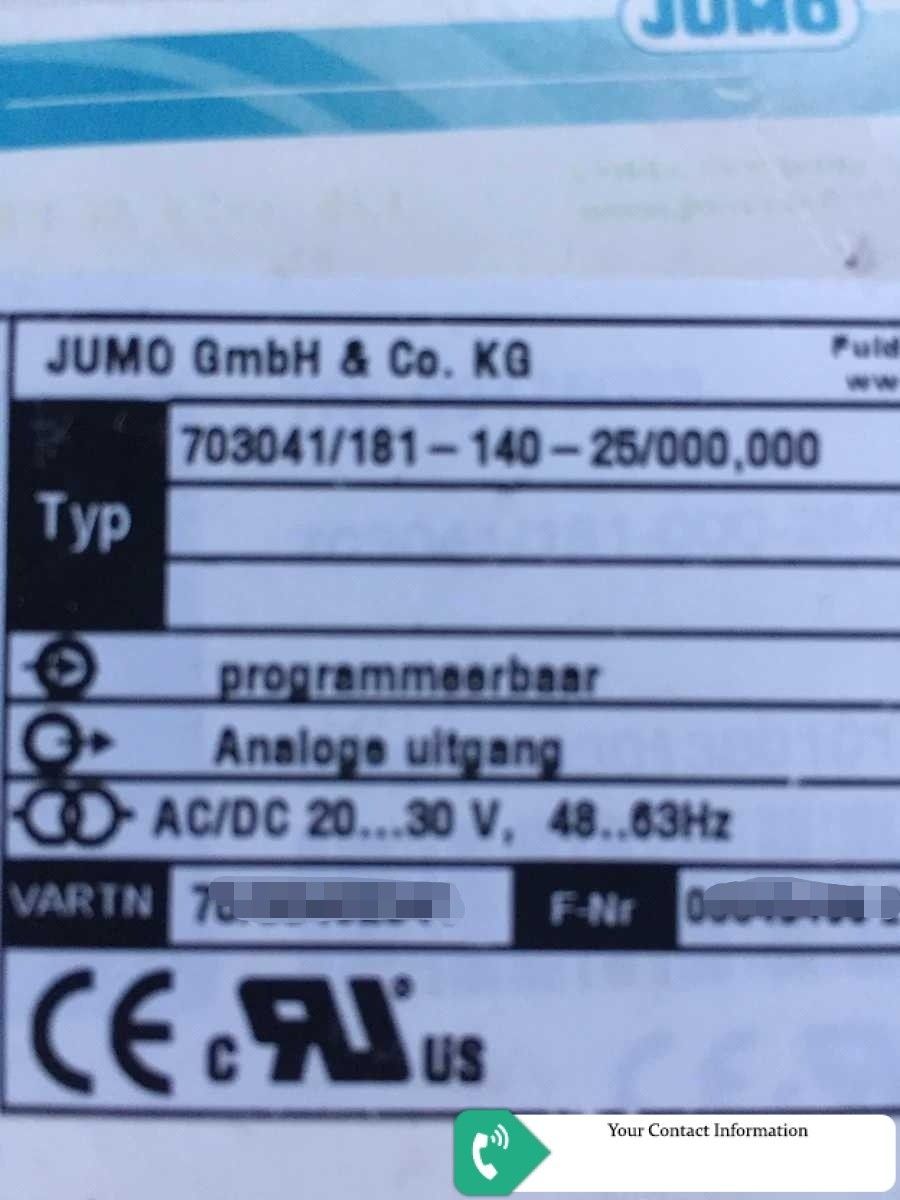 JUMO
JUMO GmbH & Co. KG
Typ
703041/181-140-25/000,000
programmeerbaar
Analoge uitgang
AC/DC 20...30 V, 48..63Hz
VARTN
F-Nr
CE c RU US
Your Contact Information